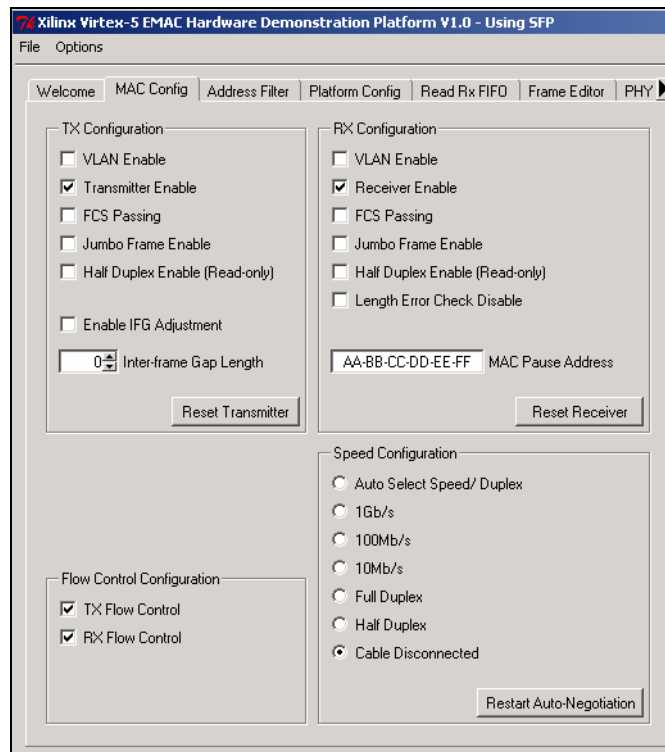 Xilinx Virtex-5 EMAC Hardware Demonstration Platform V1.0 - Using SFP
File Options
Welcome MAC Config Address Filter Platform Config Read Rx FIFO Frame Editor PHY
TX Configuration
VLAN Enable
Transmitter Enable
FCS Passing
Jumbo Frame Enable
Half Duplex Enable (Read-only)
Enable IFG Adjustment
0 Inter-frame Gap Length
Reset Transmitter
RX Configuration
VLAN Enable
Receiver Enable
FCS Passing
Jumbo Frame Enable
Half Duplex Enable (Read-only)
Length Error Check Disable
AA-BB-CC-DD-EE-FF MAC Pause Address
Reset Receiver
Flow Control Configuration
TX Flow Control
RX Flow Control
Speed Configuration
Auto Select Speed/ Duplex
1Gb/s
100Mb/s
10Mb/s
Full Duplex
Half Duplex
Cable Disconnected
Restart Auto-Negotiation